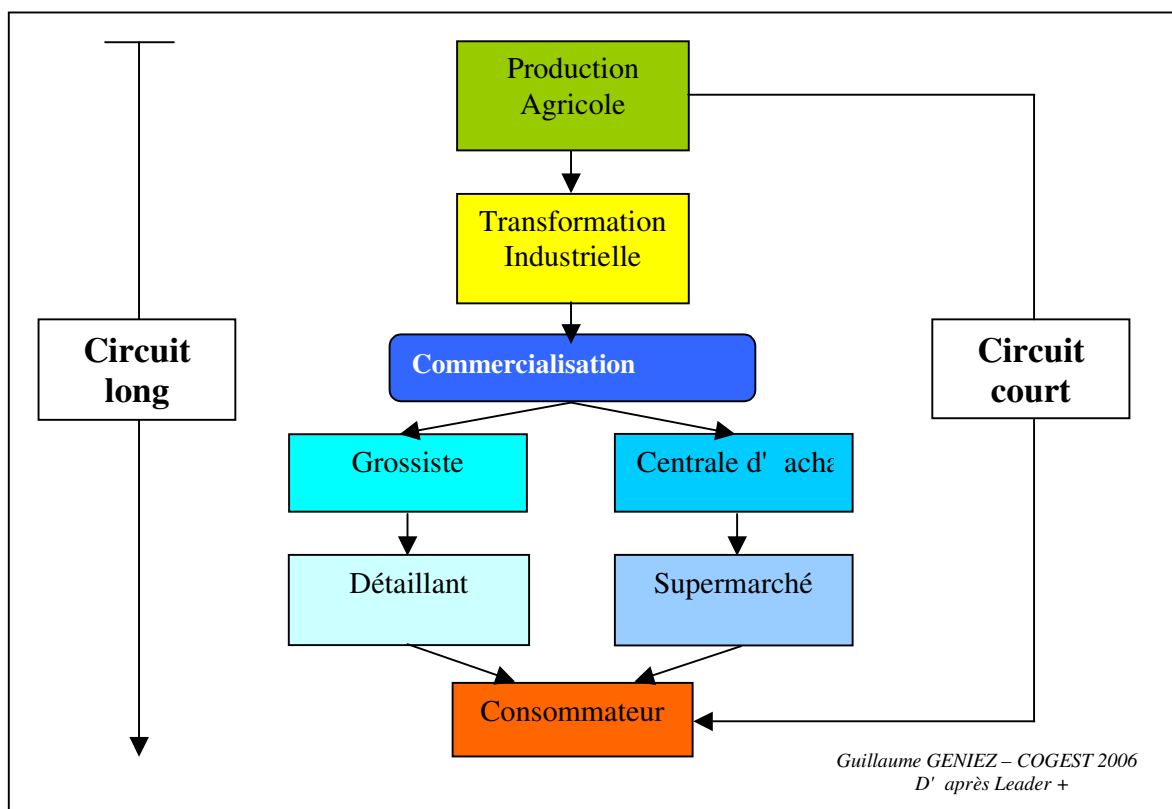 Production
Agricole
Transformation
Industrielle
Circuit
long
Commercialisation
Circuit
court
Grossiste
Centrale d' acha
Détaillant
Supermarché
Consommateur
Guillaume GENIEZ – COGEST 2006
D' après Leader +